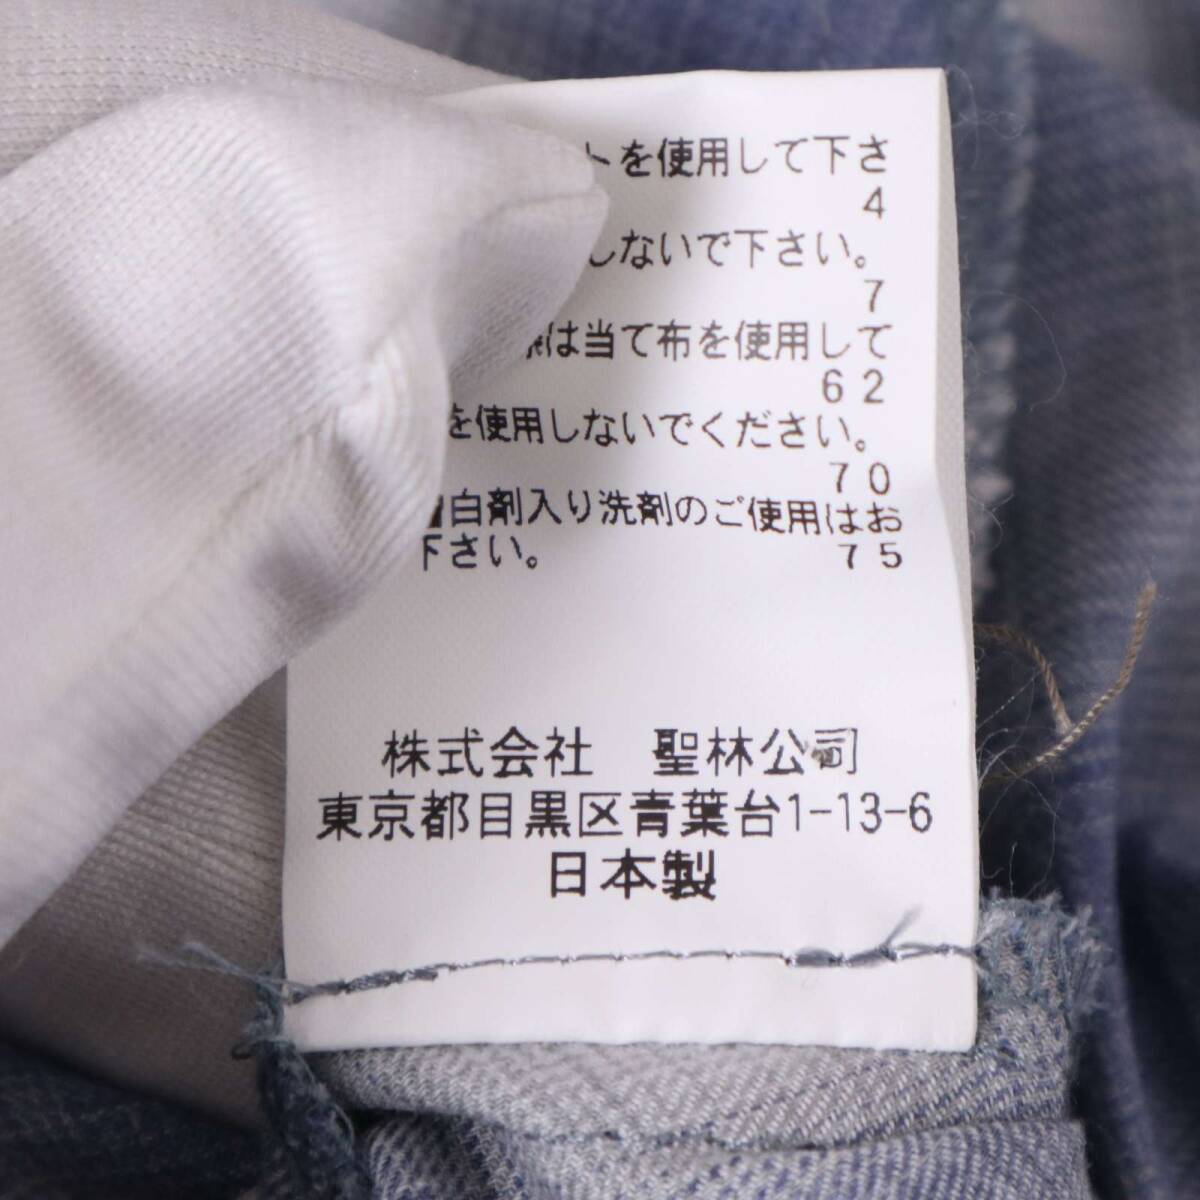 トを使用して下さ
4
しないで下さい。
7
は当て布を使用して
62
を使用しないでください。
70
白剤入り洗剤のご使用はお
下さい。 75
株式会社 聖林公司
東京都目黒区青葉台1-13-6
日本製